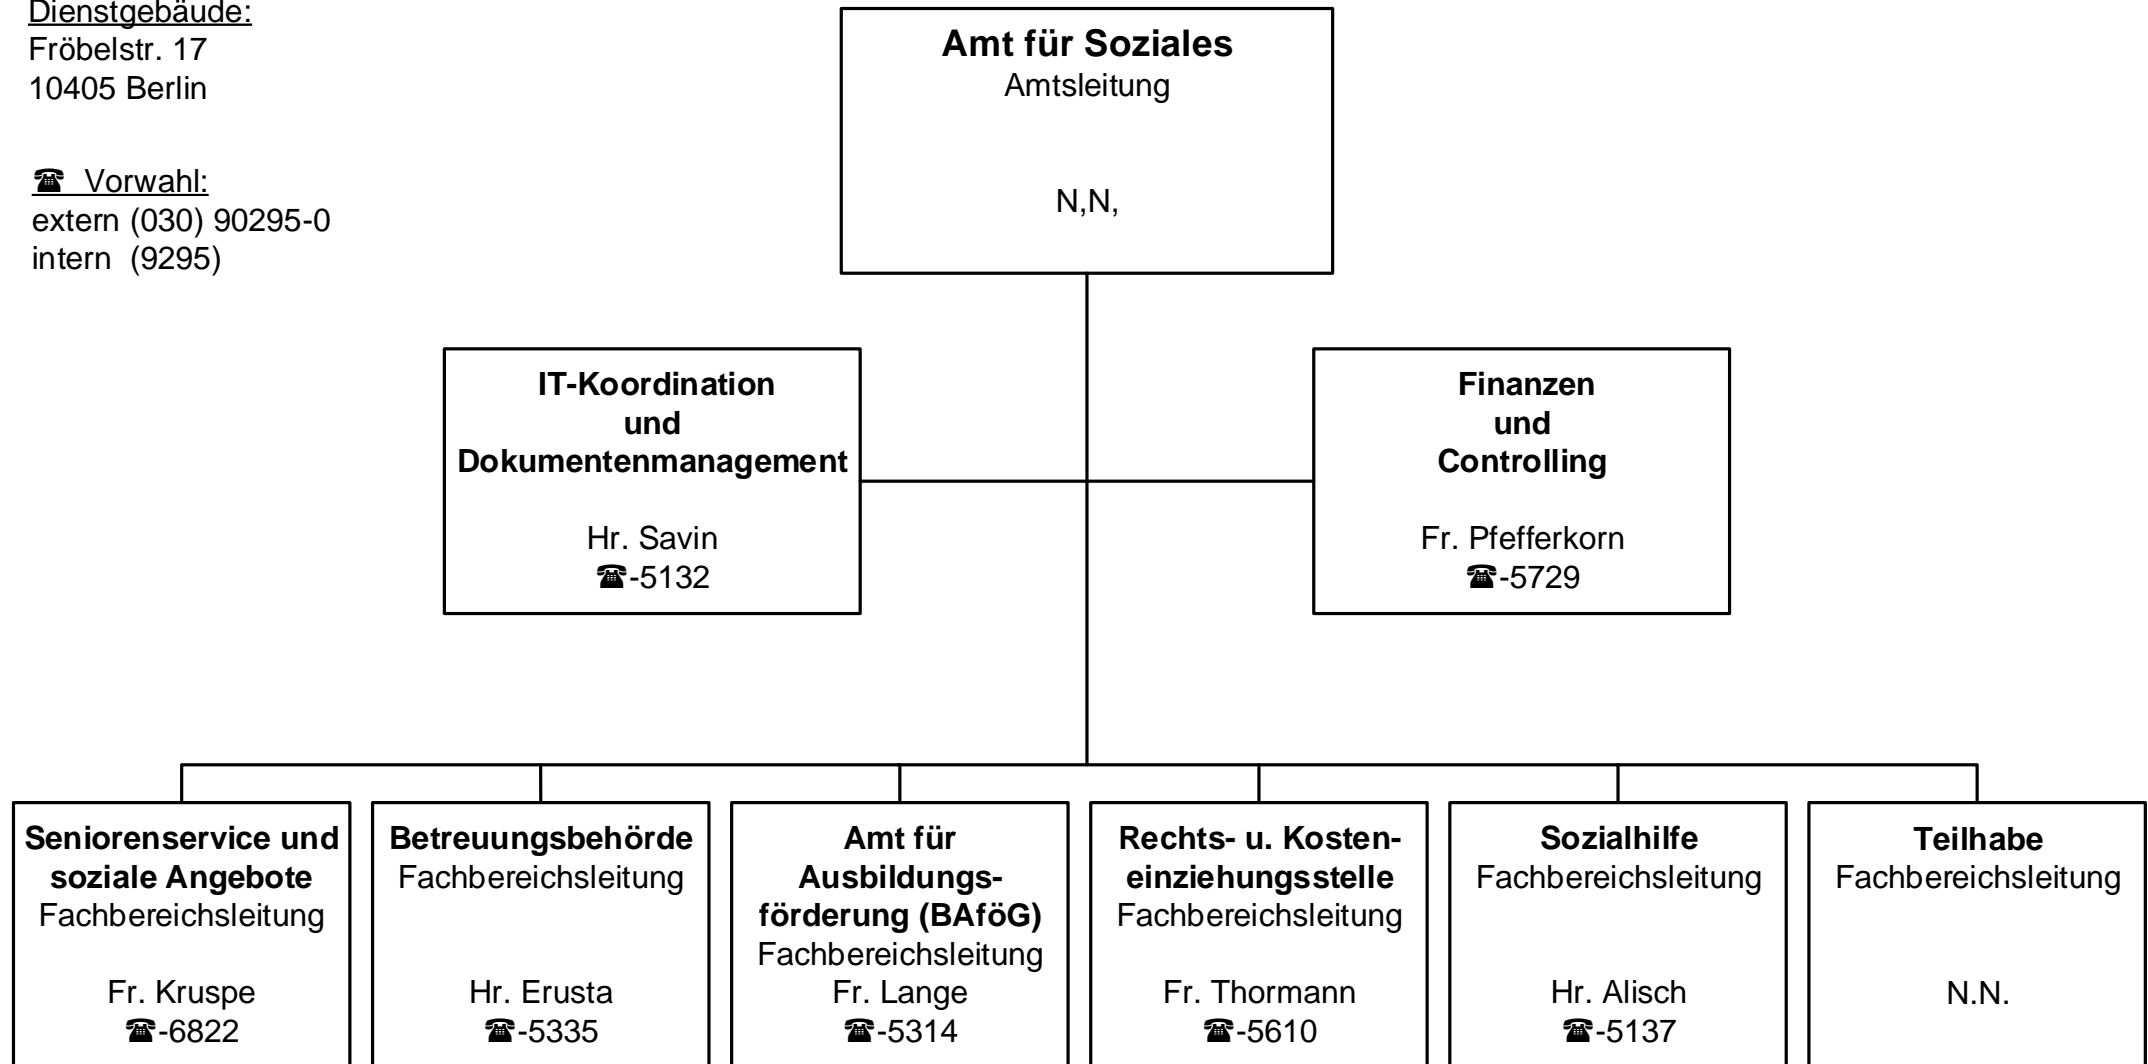 Dienstgebäude:
Fröbelstr. 17
10405 Berlin
☎ Vorwahl:
extern (030) 90295-0
intern (9295)
Amt für Soziales
Amtsleitung
N,N,
IT-Koordination
und
Dokumentenmanagement
Hr. Savin
☎-5132
Finanzen
und
Controlling
Fr. Pfefferkorn
☎-5729
Seniorenservice und
soziale Angebote
Fachbereichsleitung
Fr. Kruspe
☎-6822
Betreuungsbehörde
Fachbereichsleitung
Hr. Erusta
☎-5335
Amt für
Ausbildungs-
förderung (BAföG)
Fachbereichsleitung
Fr. Lange
☎-5314
Rechts- u. Kosten-
einziehungsstelle
Fachbereichsleitung
Fr. Thormann
☎-5610
Sozialhilfe
Fachbereichsleitung
Hr. Alisch
☎-5137
Teilhabe
Fachbereichsleitung
N.N.